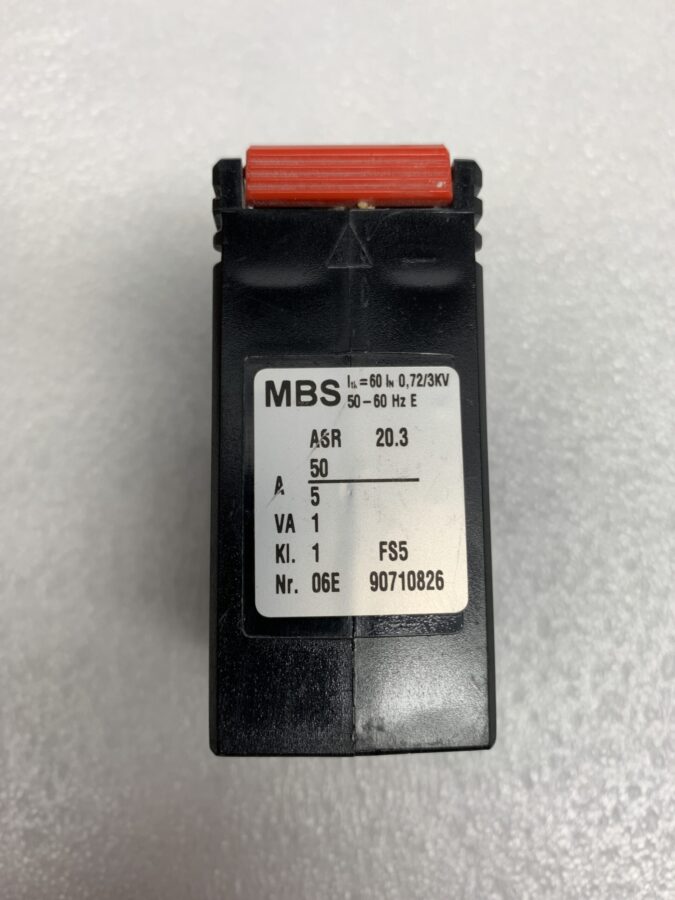 MBS Ith=60 IN 0,72/3KV
50-60 Hz E
ASR 20.3
A 50
5
VA 1
Kl. 1 FS5
Nr. 06E 90710826